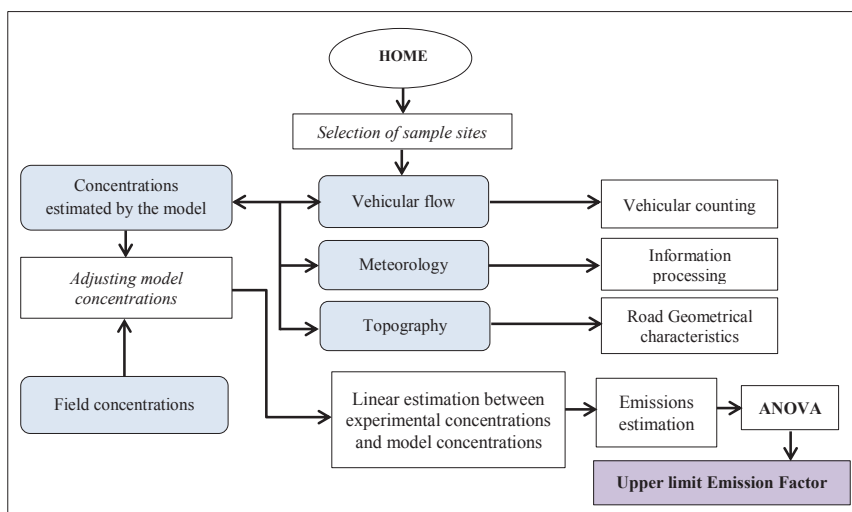 HOME
Selection of sample sites
Concentrations
estimated by the model
Vehicular flow
Vehicular counting
Adjusting model
concentrations
Meteorology
Information
processing
Topography
Road Geometrical
characteristics
Field concentrations
Linear estimation between
experimental concentrations
and model concentrations
Emissions
estimation
ANOVA
Upper limit Emission Factor